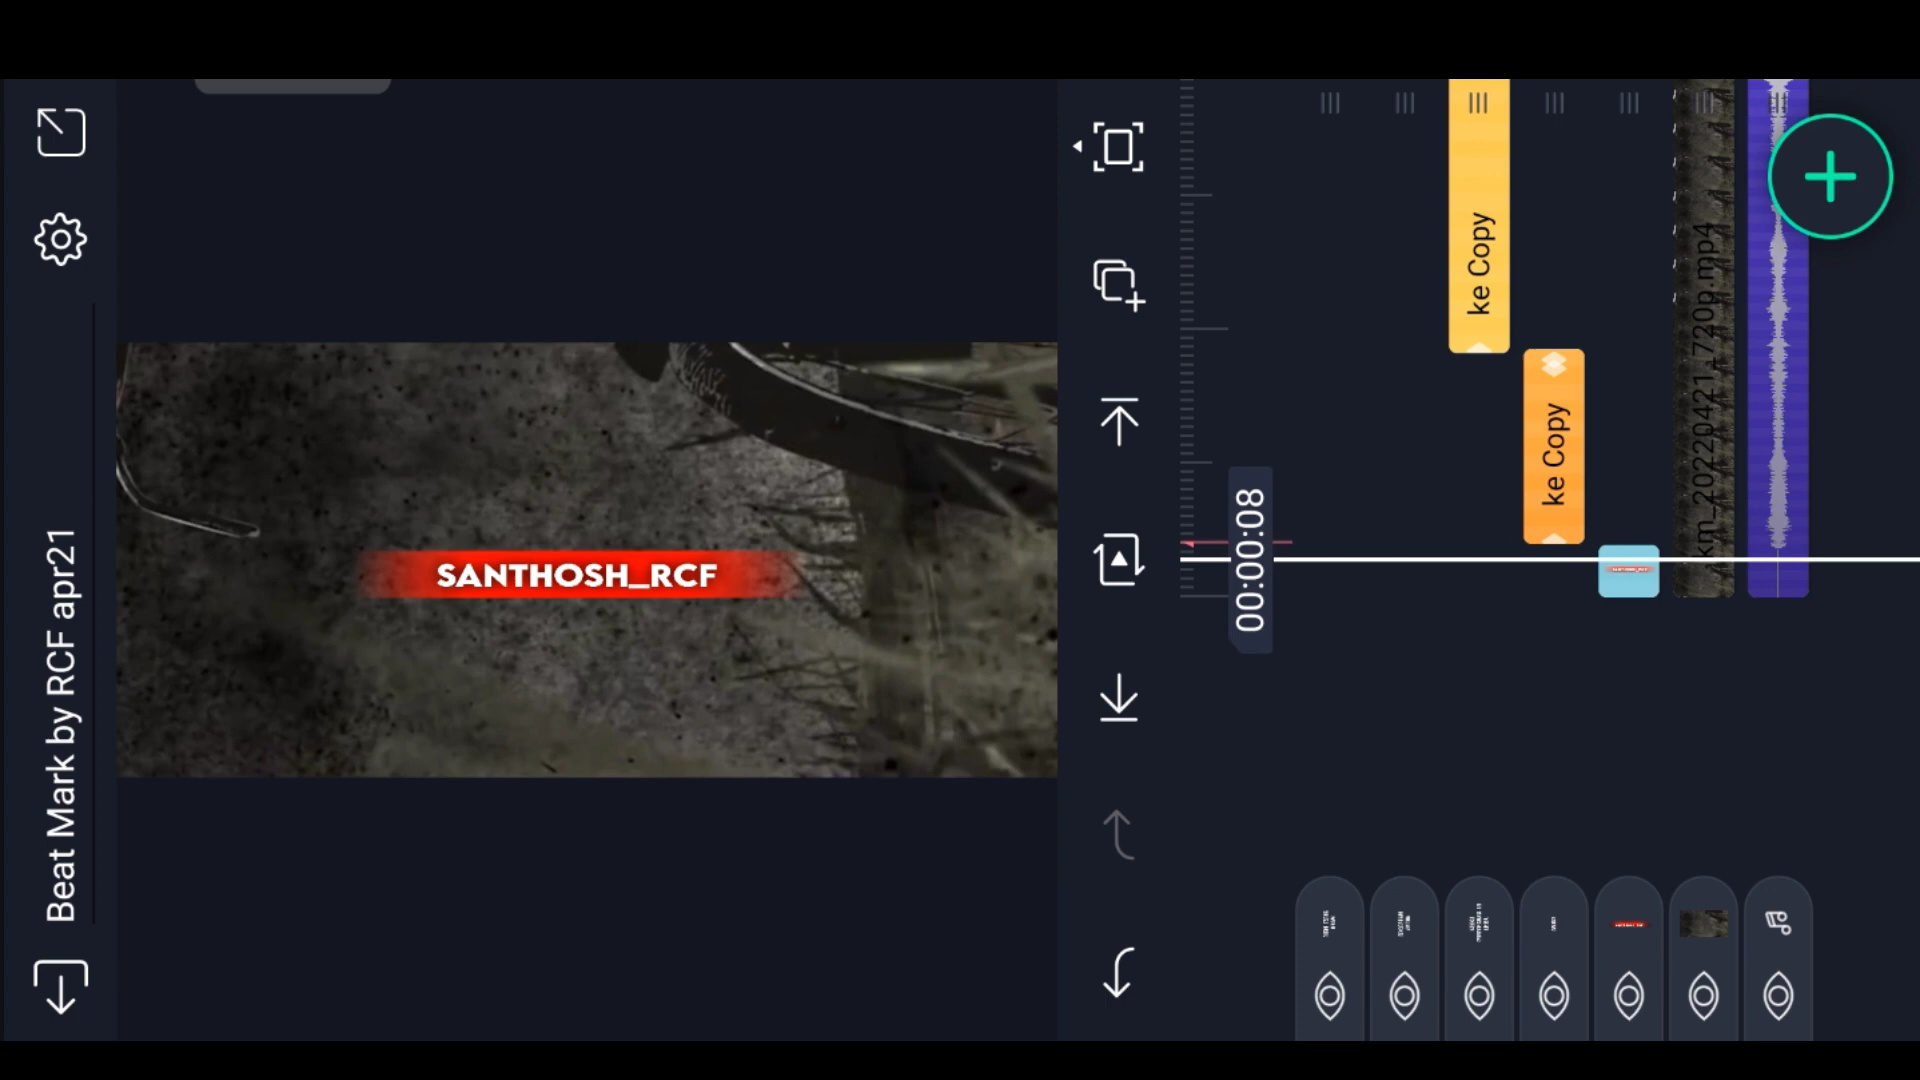 Beat Mark by RCF apr21
SANTHOSH_RCF
00:00:08
ke Copy
ke Copy
km_20220421_720p.mp4